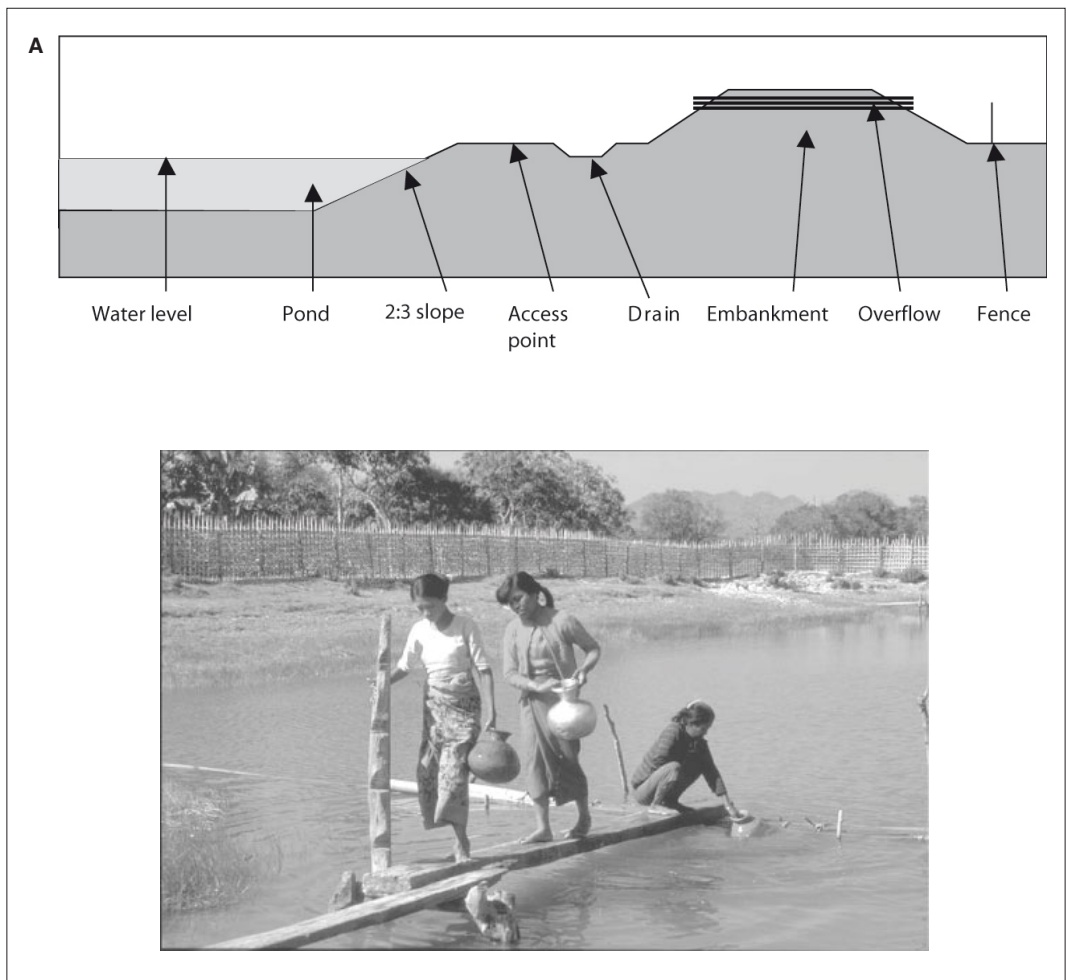 A
Water level
Pond
2:3 slope
Access
point
Drain
Embankment
Overflow
Fence